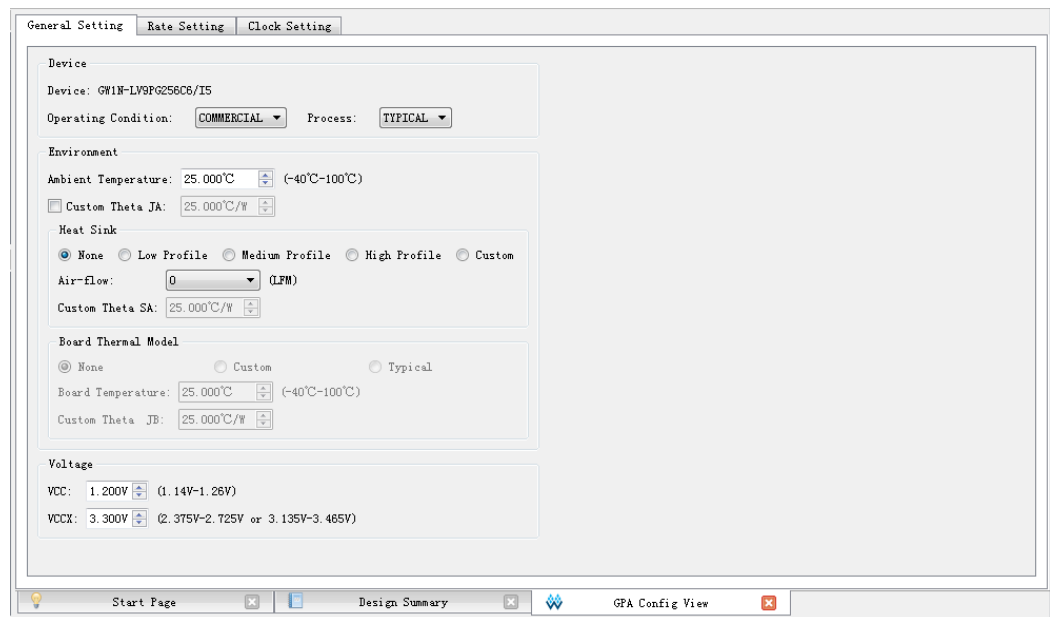 General Setting Rate Setting Clock Setting
Device
Device: GW1N-LV9PG256C6/I5
Operating Condition: COMMERCIAL Process: TYPICAL
Environment
Ambient Temperature: 25.000℃ (-40℃-100℃)
Custom Theta JA: 25.000℃/W
Heat Sink
None Low Profile Medium Profile High Profile Custom
Air-flow: 0 (LFM)
Custom Theta SA: 25.000℃/W
Board Thermal Model
None Custom Typical
Board Temperature: 25.000℃ (-40℃-100℃)
Custom Theta JB: 25.000℃/W
Voltage
VCC: 1.200V (1.14V-1.26V)
VCCX: 3.300V (2.375V-2.725V or 3.135V-3.465V)
Start Page Design Summary GPA Config View